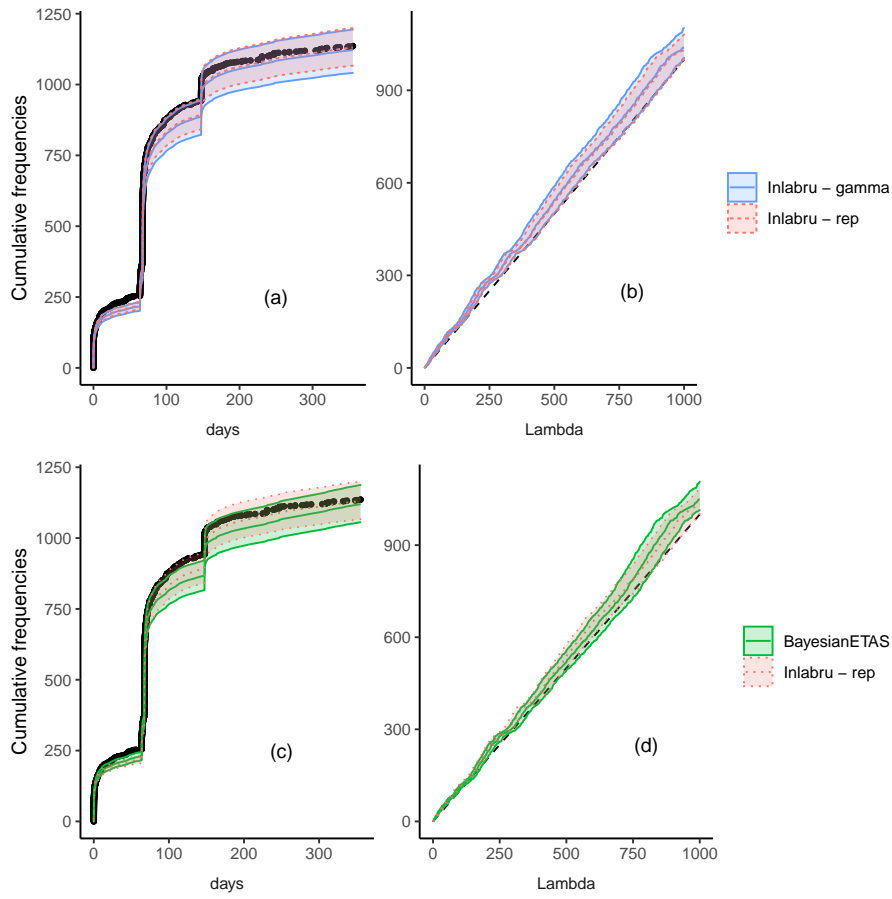 Cumulative frequencies
1250
1000
750
500
250
0
0
100
200
300
days
(a)
900
600
300
0
0
250
500
750
1000
Lambda
(b)
Inlabru − gamma
Inlabru − rep
Cumulative frequencies
1250
1000
750
500
250
0
0
100
200
300
days
(c)
900
600
300
0
0
250
500
750
1000
Lambda
(d)
BayesianETAS
Inlabru − rep